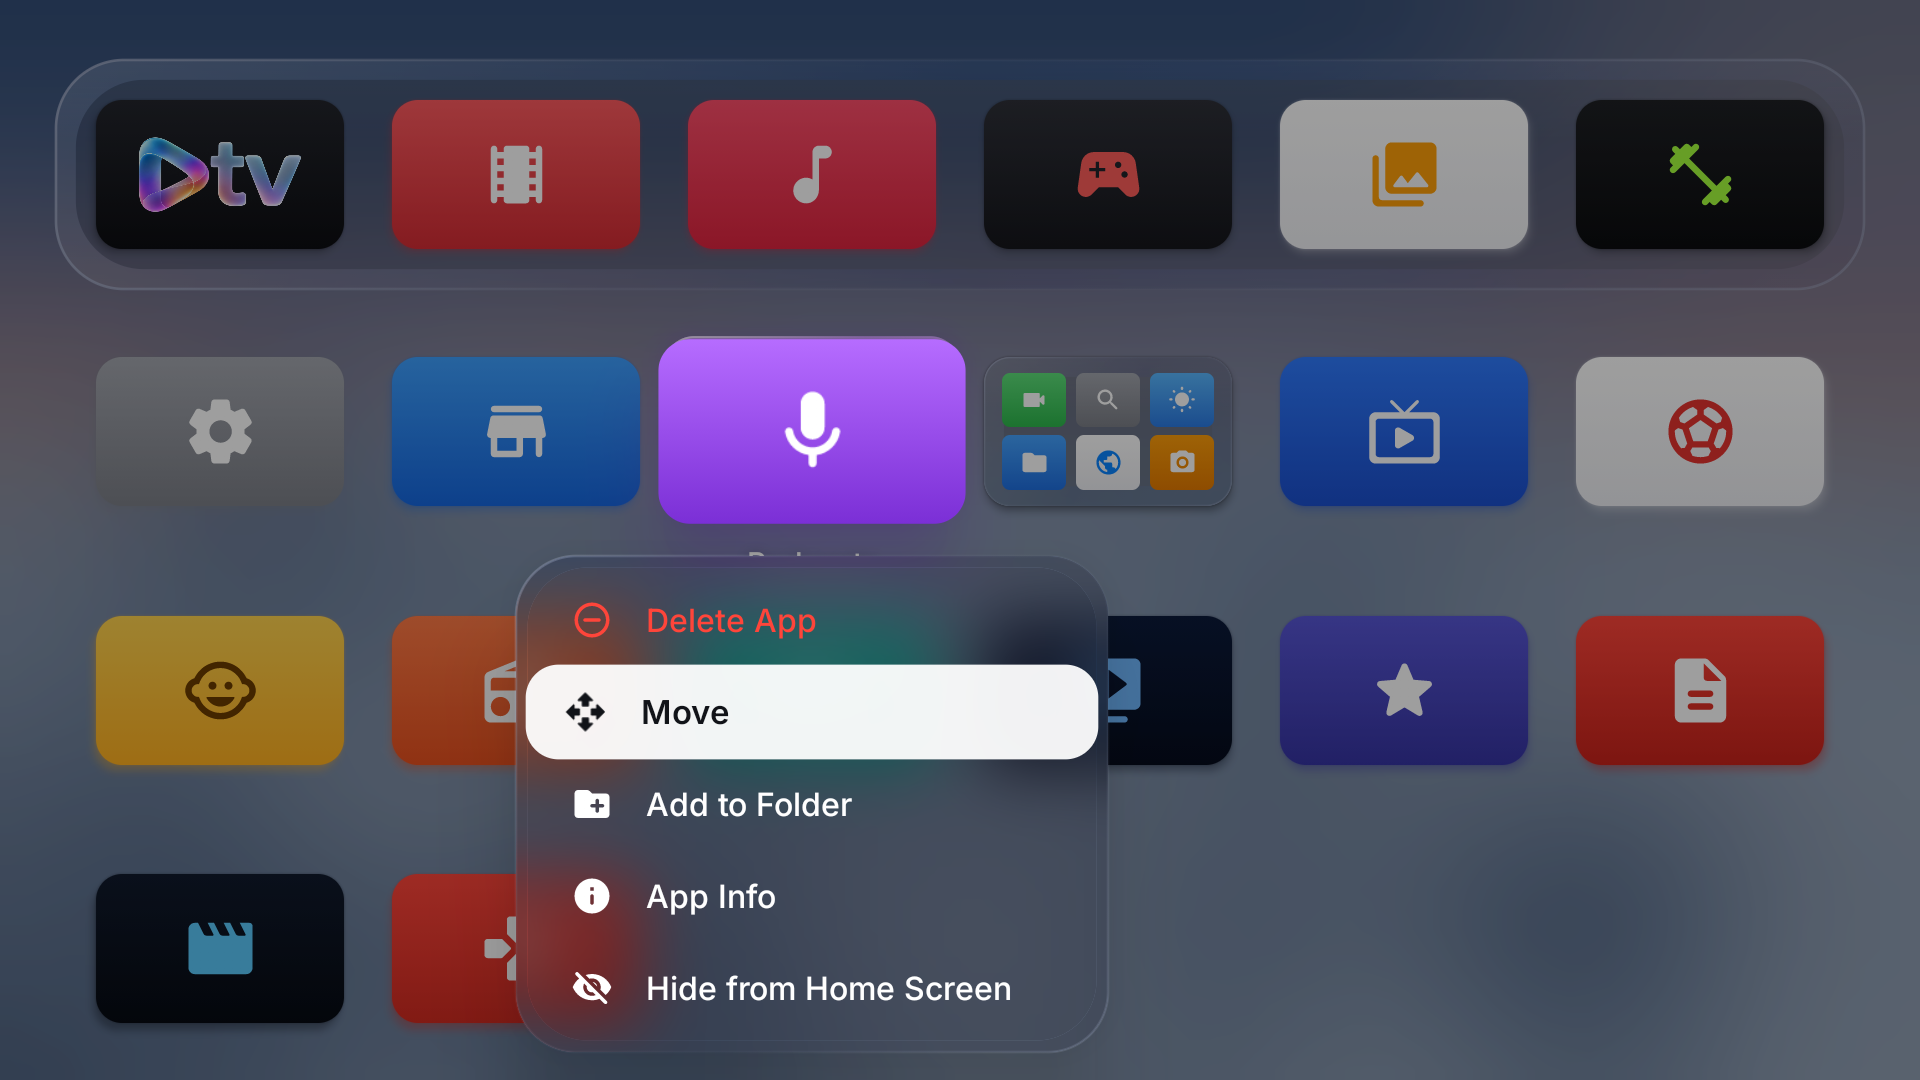 tv
Delete App
Move
Add to Folder
App Info
Hide from Home Screen